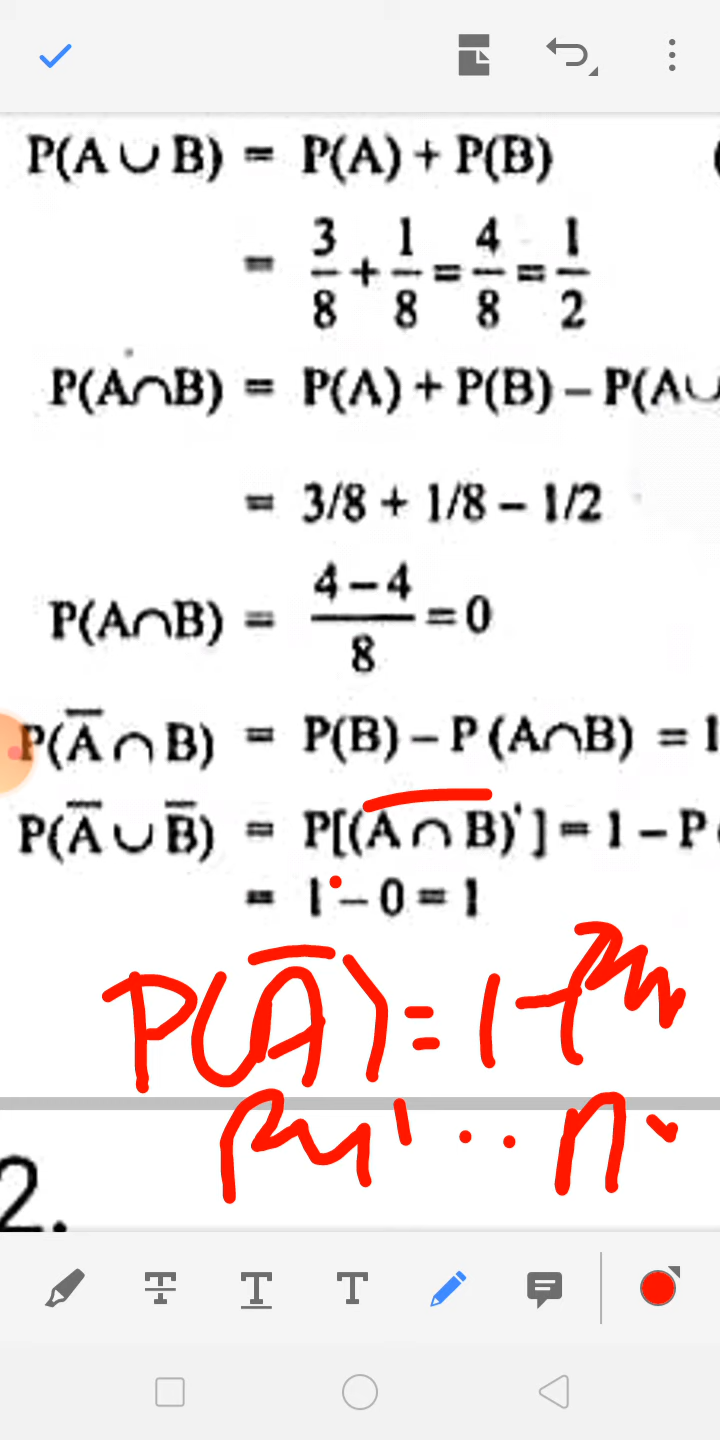 P(A ∪ B) = P(A) + P(B) (
= 3/8 + 1/8 = 4/8 = 1/2
P(A∩B) = P(A) + P(B) – P(A∪
= 3/8 + 1/8 – 1/2
P(A∩B) = (4 – 4)/8 = 0
P(A̅ ∩ B) = P(B) – P (A∩B) = 1
P(A̅ ∪ B̅) = P[(A ∩ B)'] = 1 – P
= 1 – 0 = 1
P(A̅) = 1 -
2.